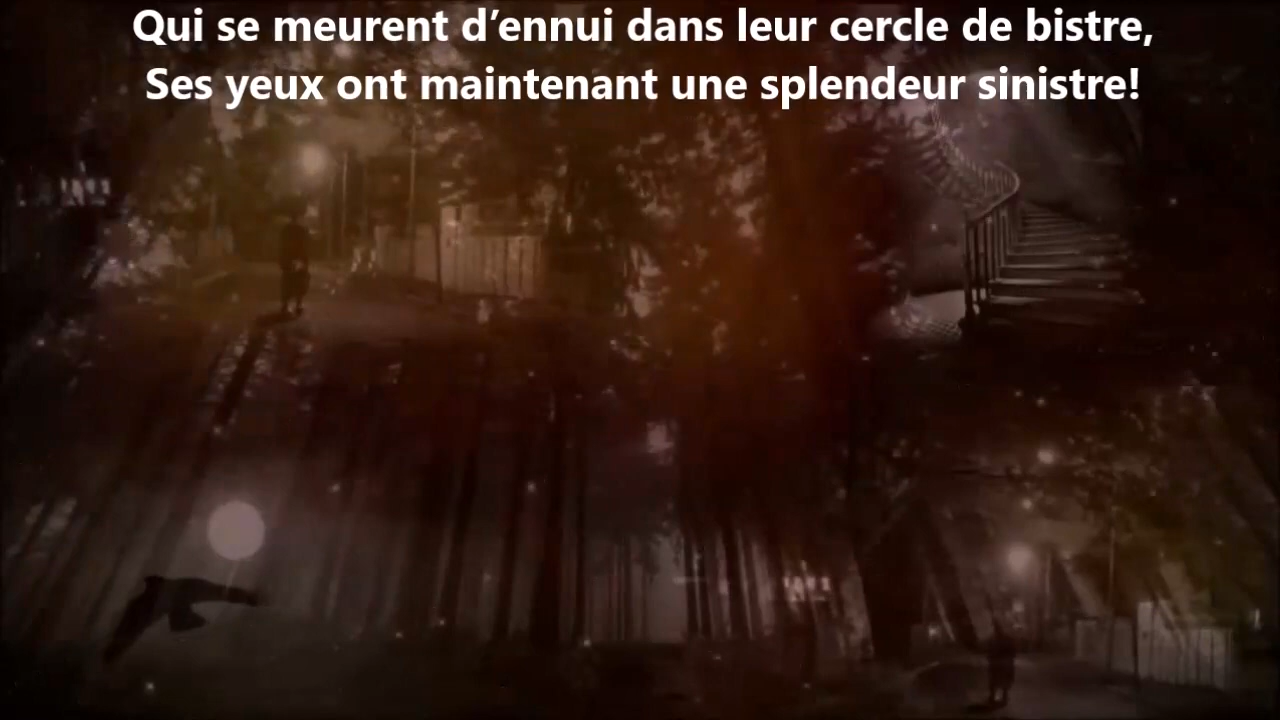 Qui se meurent d’ennui dans leur cercle de bistre,
Ses yeux ont maintenant une splendeur sinistre!